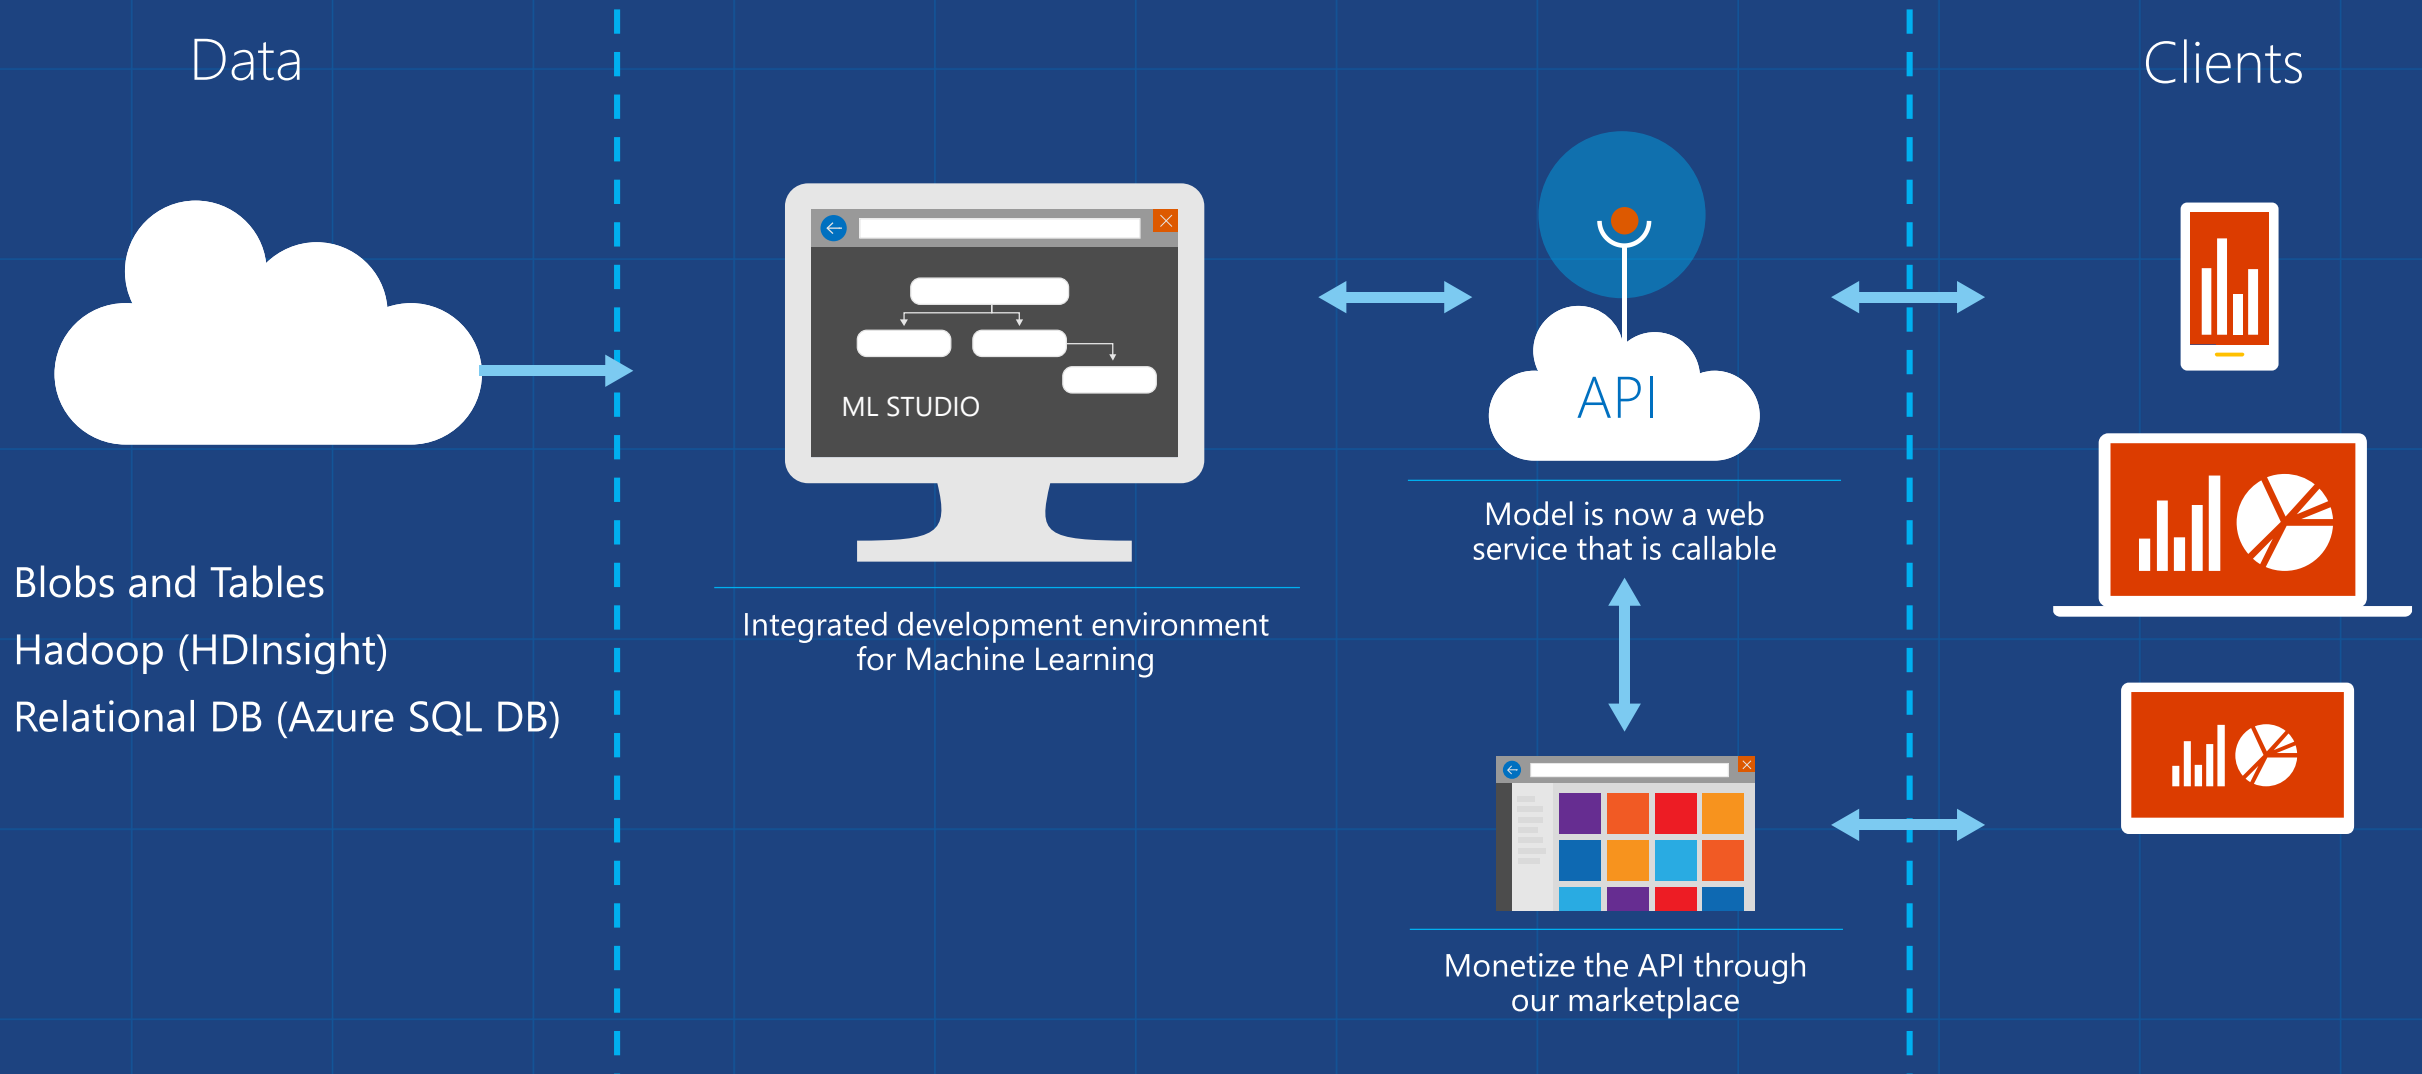 Data
Clients
ML STUDIO
API
Model is now a web
service that is callable
Blobs and Tables
Hadoop (HDInsight)
Relational DB (Azure SQL DB)
Integrated development environment
for Machine Learning
Monetize the API through
our marketplace